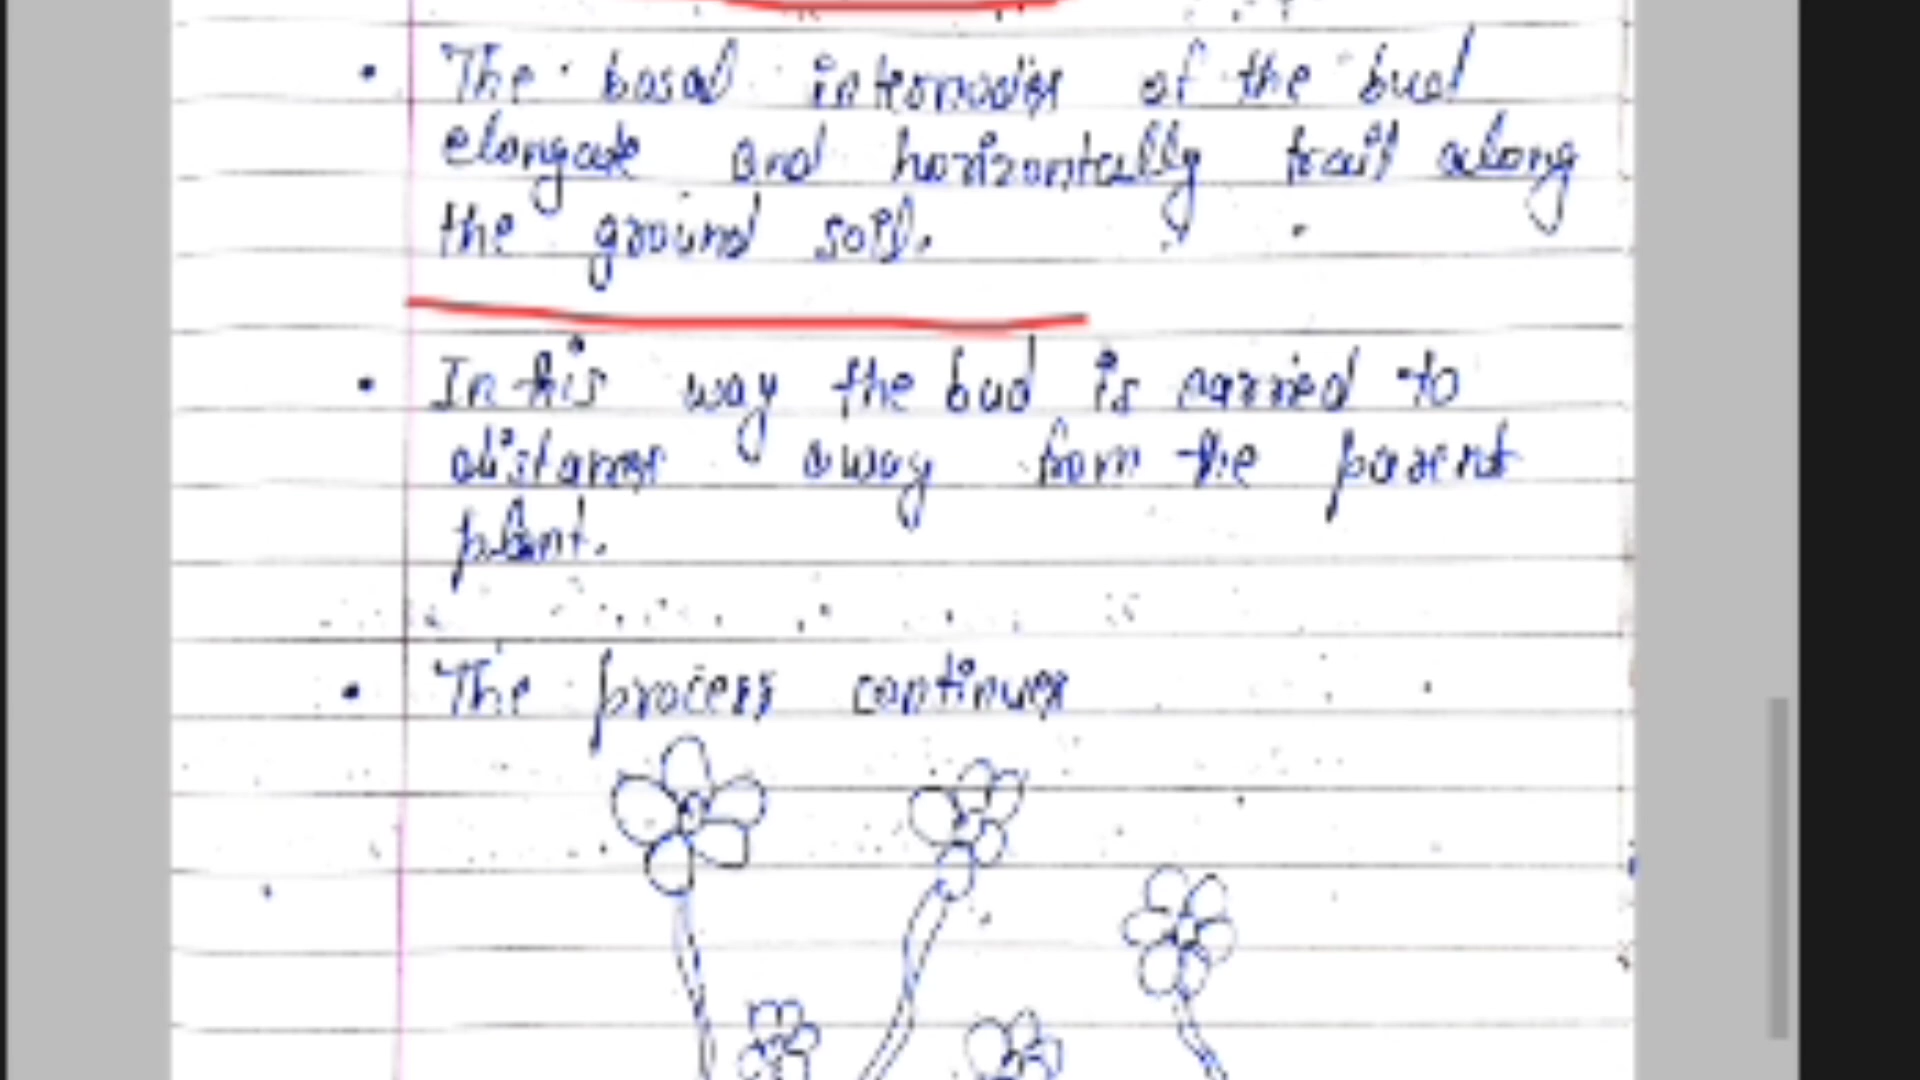 • The basal internodes of the bud
elongate and horizontally trail along
the ground soil.
• In this way the bud is carried to
distance away from the parent
plant.
• The process continues